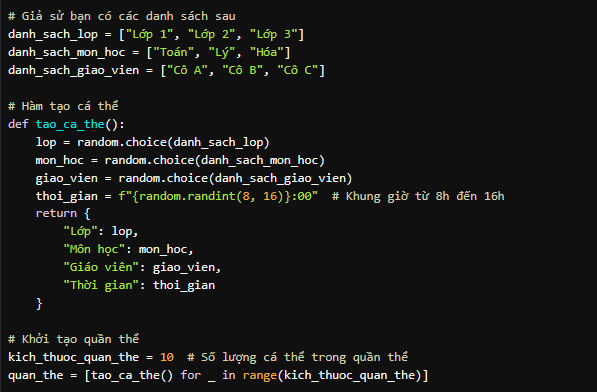 # Giả sử bạn có các danh sách sau
danh_sach_lop = ["Lớp 1", "Lớp 2", "Lớp 3"]
danh_sach_mon_hoc = ["Toán", "Lý", "Hóa"]
danh_sach_giao_vien = ["Cô A", "Cô B", "Cô C"]

# Hàm tạo cá thể
def tao_ca_the():
    lop = random.choice(danh_sach_lop)
    mon_hoc = random.choice(danh_sach_mon_hoc)
    giao_vien = random.choice(danh_sach_giao_vien)
    thoi_gian = f"{random.randint(8, 16)}:00"  # Khung giờ từ 8h đến 16h
    return {
        "Lớp": lop,
        "Môn học": mon_hoc,
        "Giáo viên": giao_vien,
        "Thời gian": thoi_gian
    }

# Khởi tạo quần thể
kich_thuoc_quan_the = 10  # Số lượng cá thể trong quần thể
quan_the = [tao_ca_the() for _ in range(kich_thuoc_quan_the)]